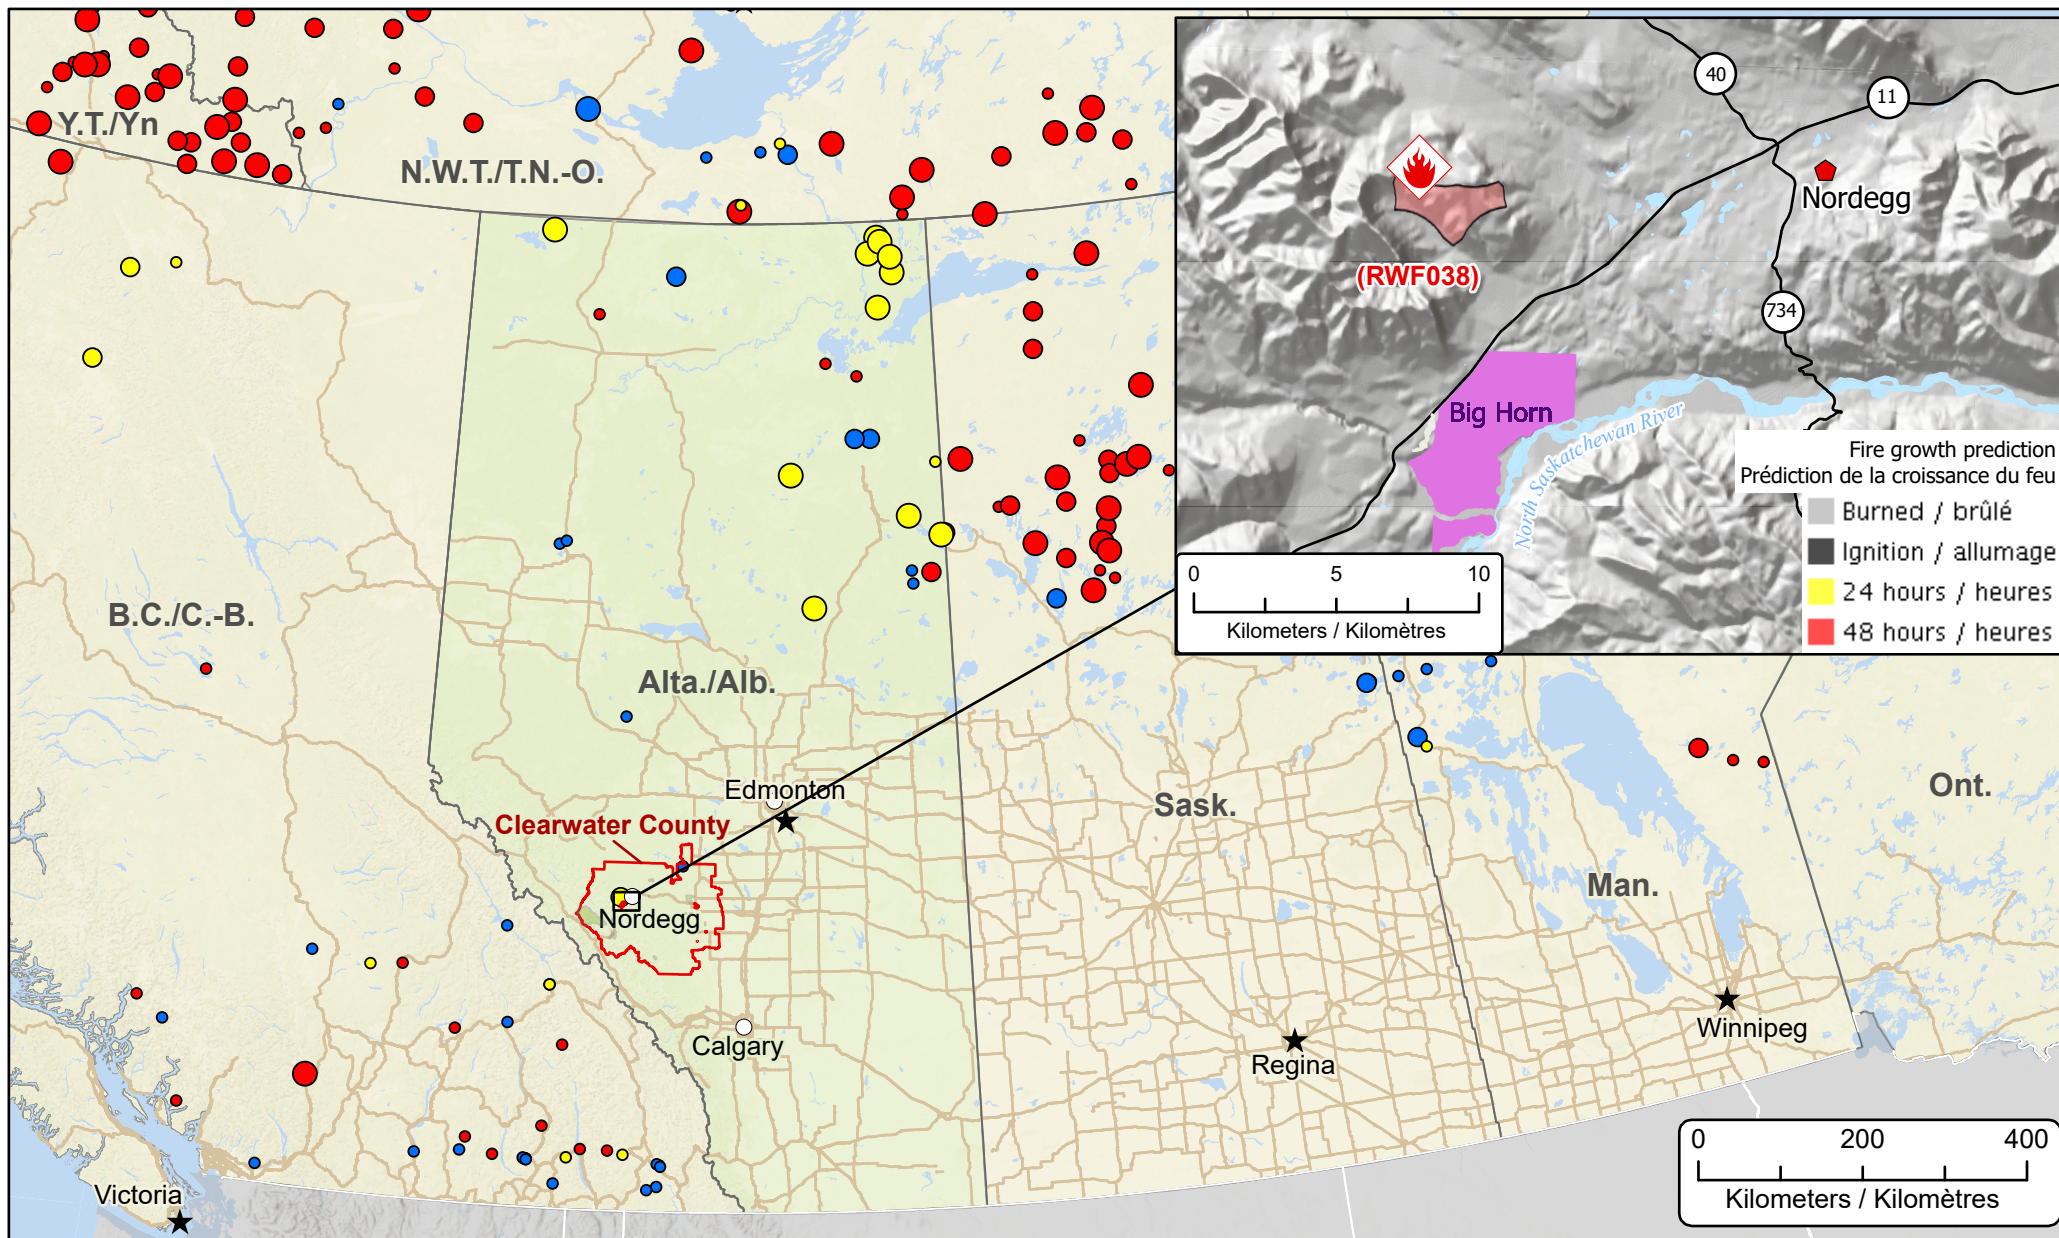 Y.T./Yn
N.W.T./T.N.-O.
B.C./C.-B.
Alta./Alb.
Edmonton
Clearwater County
Nordegg
Calgary
Sask.
Regina
Man.
Winnipeg
Ont.
Victoria
40
11
Nordegg
(RWF038)
734
Big Horn
North Saskatchewan River
Fire growth prediction
Prédiction de la croissance du feu
Burned / brûlé
Ignition / allumage
24 hours / heures
48 hours / heures
0 5 10
Kilometers / Kilomètres
0 200 400
Kilometers / Kilomètres